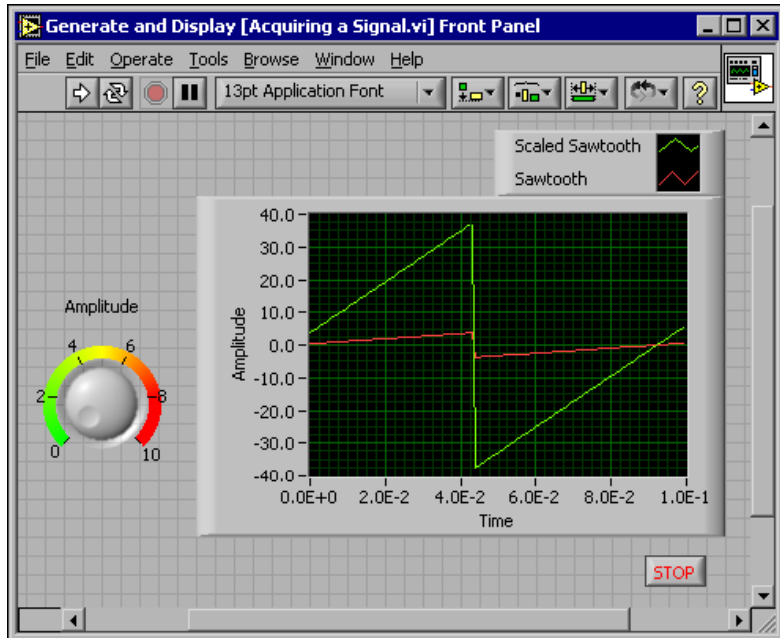 Generate and Display [Acquiring a Signal.vi] Front Panel
File Edit Operate Tools Browse Window Help
13pt Application Font
?
Scaled Sawtooth
Sawtooth
Amplitude
0
2
4
6
8
10
Amplitude
40.0
30.0
20.0
10.0
0.0
-10.0
-20.0
-30.0
-40.0
0.0E+0 2.0E-2 4.0E-2 6.0E-2 8.0E-2 1.0E-1
Time
STOP